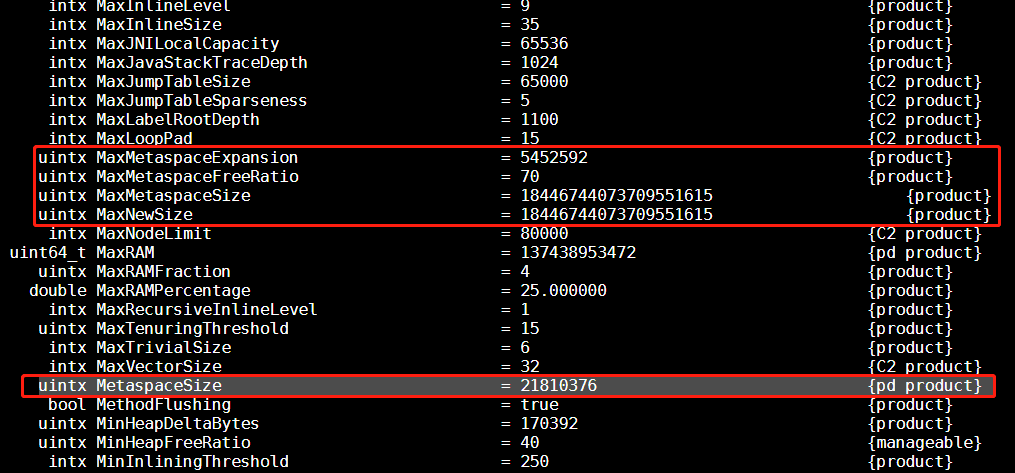 intx MaxInlineLevel = 9 {product}
intx MaxInlineSize = 35 {product}
intx MaxJNILocalCapacity = 65536 {product}
intx MaxJavaStackTraceDepth = 1024 {product}
intx MaxJumpTableSize = 65000 {C2 product}
intx MaxJumpTableSparseness = 5 {C2 product}
intx MaxLabelRootDepth = 1100 {C2 product}
intx MaxLoopPad = 15 {C2 product}
uintx MaxMetaspaceExpansion = 5452592 {product}
uintx MaxMetaspaceFreeRatio = 70 {product}
uintx MaxMetaspaceSize = 18446744073709551615 {product}
uintx MaxNewSize = 18446744073709551615 {product}
intx MaxNodeLimit = 80000 {C2 product}
uint64_t MaxRAM = 137438953472 {pd product}
uintx MaxRAMFraction = 4 {product}
double MaxRAMPercentage = 25.000000 {product}
intx MaxRecursiveInlineLevel = 1 {product}
uintx MaxTenuringThreshold = 15 {product}
intx MaxTrivialSize = 6 {product}
intx MaxVectorSize = 32 {C2 product}
uintx MetaspaceSize = 21810376 {pd product}
bool MethodFlushing = true {product}
uintx MinHeapDeltaBytes = 170392 {product}
uintx MinHeapFreeRatio = 40 {manageable}
intx MinInliningThreshold = 250 {product}